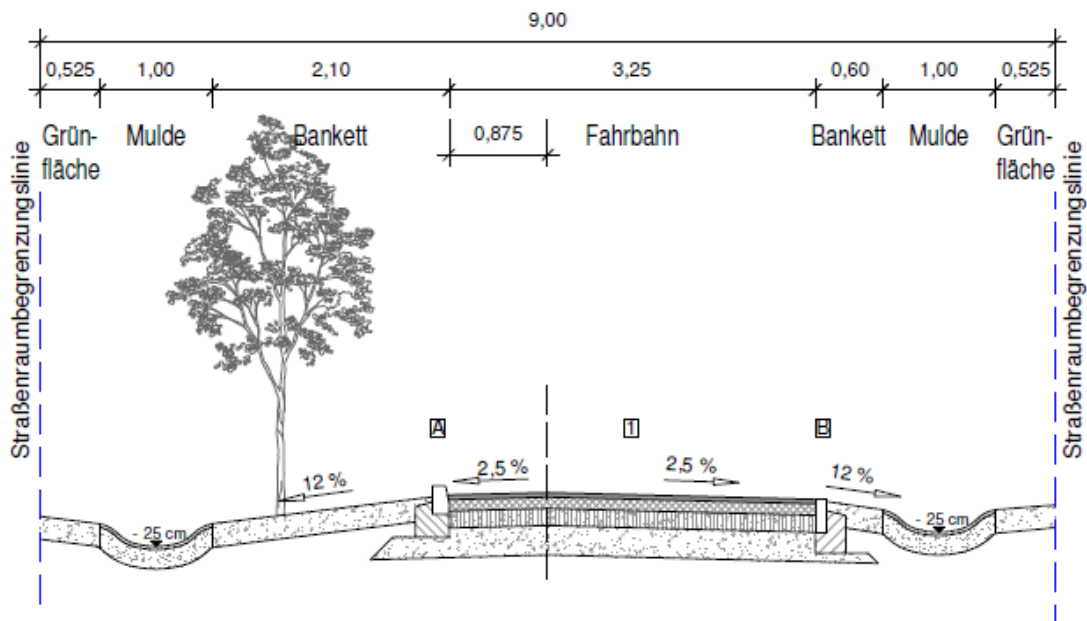 9,00
0,525 1,00 2,10 3,25 0,60 1,00 0,525
Grün-
fläche
Mulde
Bankett
0,875
Fahrbahn
Bankett
Mulde
Grün-
fläche
Straßenraumbegrenzungslinie
Straßenraumbegrenzungslinie
A
1
B
12 %
2,5 %
2,5 %
12 %
- 25 cm
- 25 cm